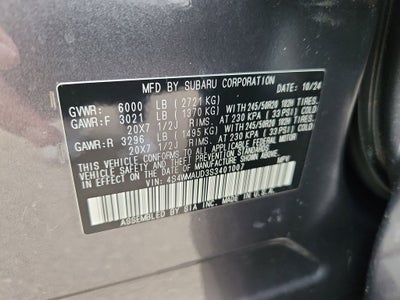 MFD BY SUBARU CORPORATION DATE: 10/24
GVWR: 6000 LB (2721 KG)
GAWR:F 3021 LB (1370 KG) WITH 245/50R20 102H TIRES,
20X7 1/2J RIMS, AT 230 KPA ( 33 PSI) COLD.
GAWR:R 3296 LB (1495 KG) WITH 245/50R20 102H TIRES,
20X7 1/2J RIMS, AT 230 KPA ( 33 PSI) COLD.
THIS VEHICLE CONFORMS TO ALL APPLICABLE FEDERAL MOTOR
VEHICLE SAFETY STANDARDS IN EFFECT ON THE DATE OF
MANUFACTURE SHOWN ABOVE.
VIN: 4S4WMAUD3S3401007 MPV
ASSEMBLED BY SIA, INC. MADE IN U.S.A.